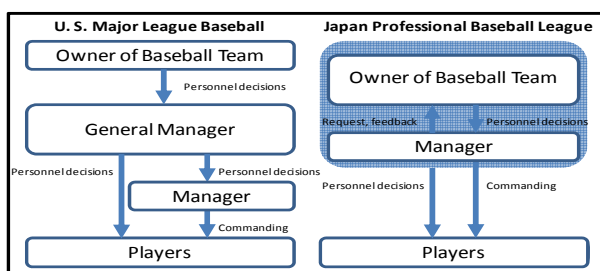 U. S. Major League Baseball
Owner of Baseball Team
Personnel decisions
General Manager
Personnel decisions
Personnel decisions
Manager
Commanding
Players
Japan Professional Baseball League
Owner of Baseball Team
Request, feedback
Personnel decisions
Manager
Personnel decisions
Commanding
Players